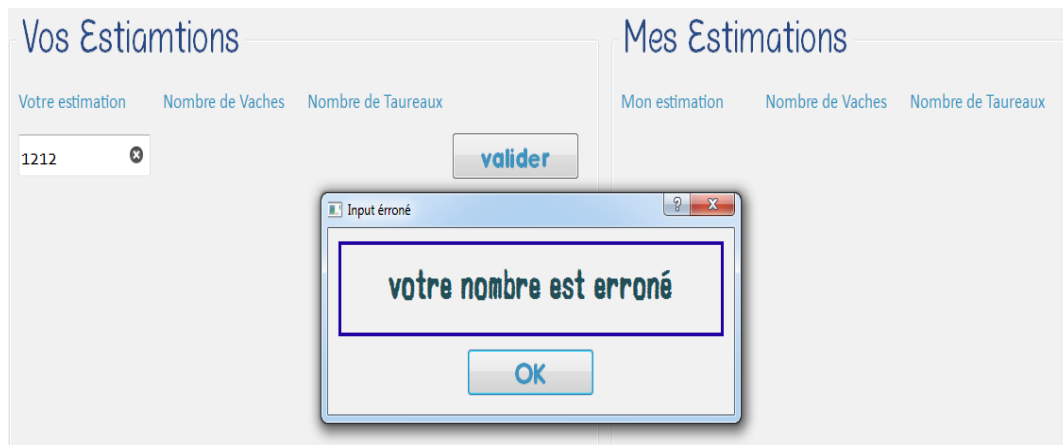 Vos Estiamtions
Votre estimation Nombre de Vaches Nombre de Taureaux
1212
valider
Mes Estimations
Mon estimation Nombre de Vaches Nombre de Taureaux
Input érroné
votre nombre est erroné
OK